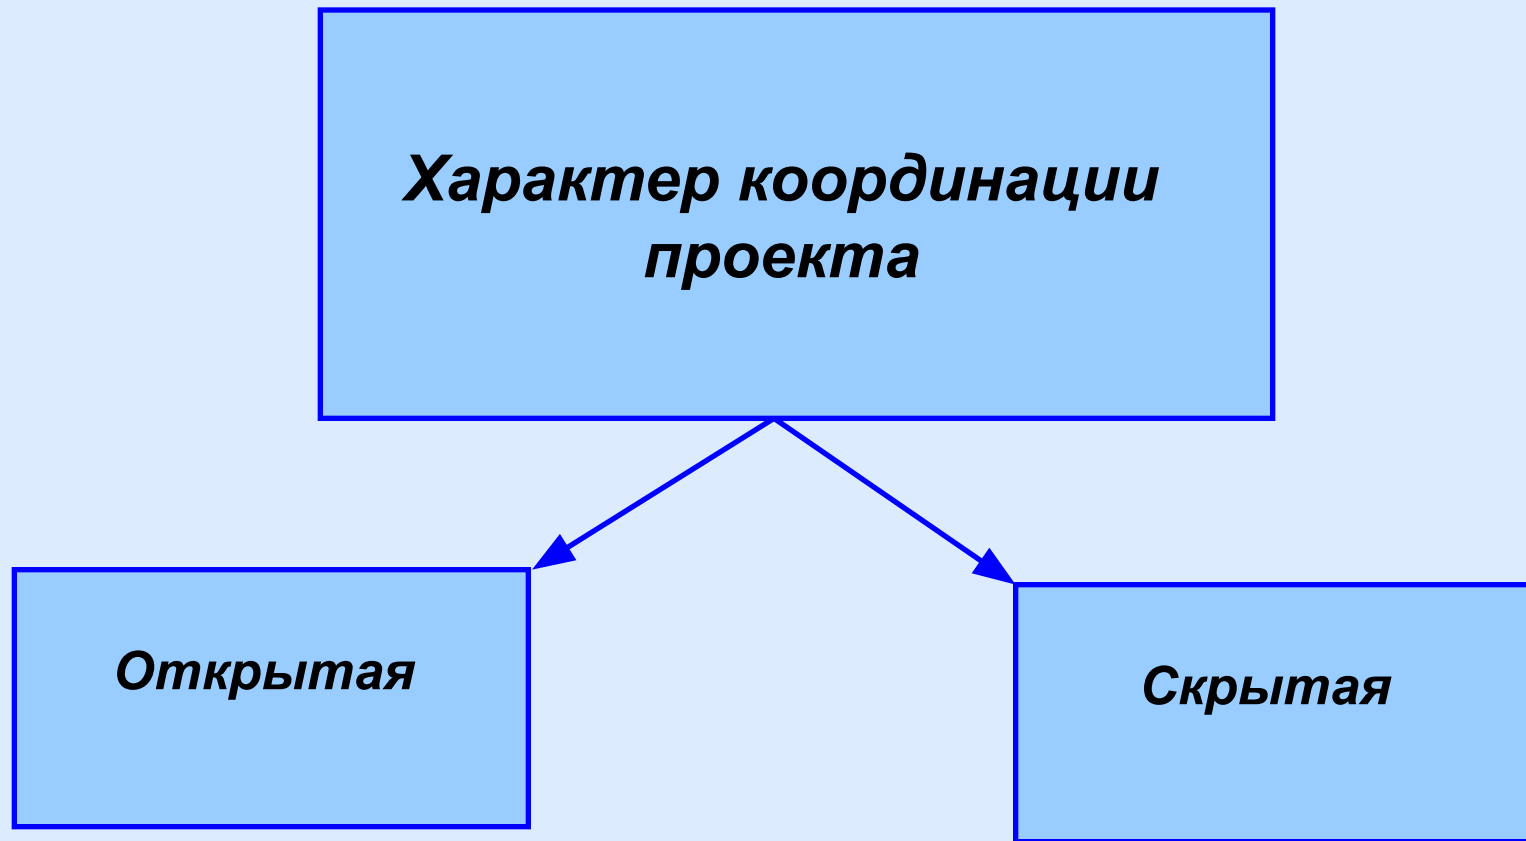 Характер координации
проекта
Открытая
Скрытая